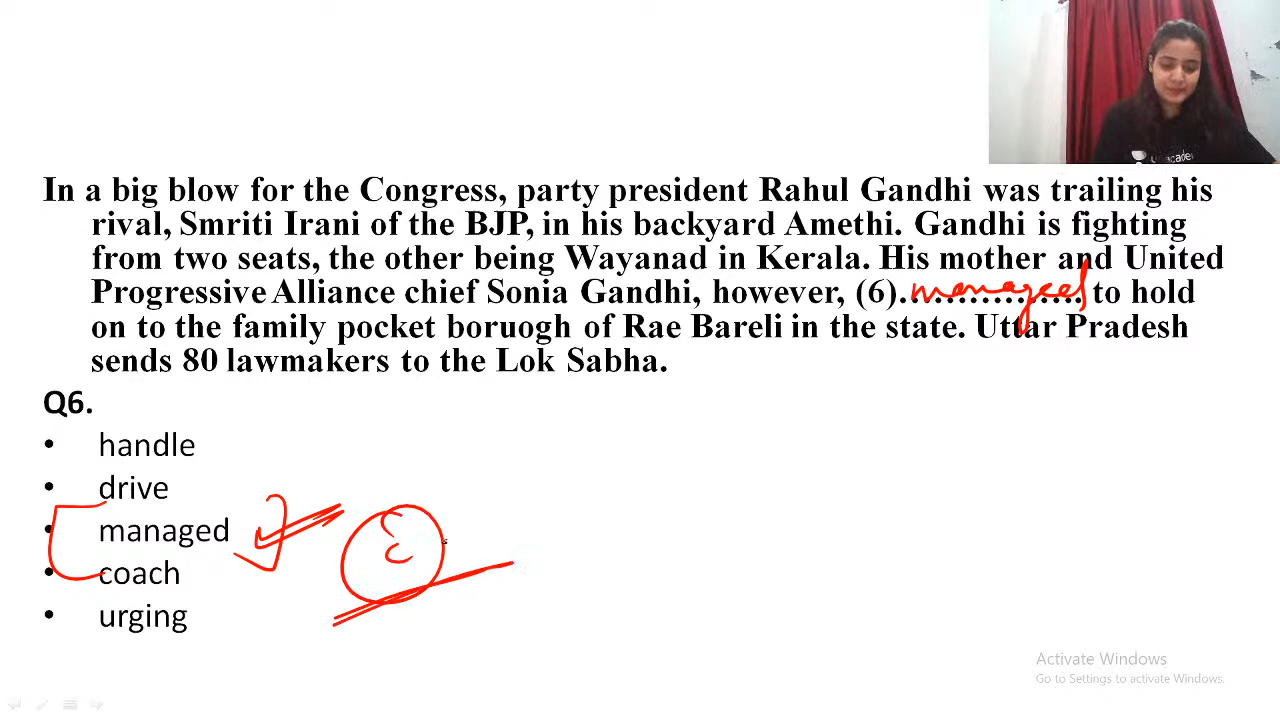 In a big blow for the Congress, party president Rahul Gandhi was trailing his
rival, Smriti Irani of the BJP, in his backyard Amethi. Gandhi is fighting
from two seats, the other being Wayanad in Kerala. His mother and United
Progressive Alliance chief Sonia Gandhi, however, (6).managed to hold
on to the family pocket boruogh of Rae Bareli in the state. Uttar Pradesh
sends 80 lawmakers to the Lok Sabha.
Q6.
• handle
• drive
• managed
• coach
• urging
Activate Windows
Go to Settings to activate Windows.